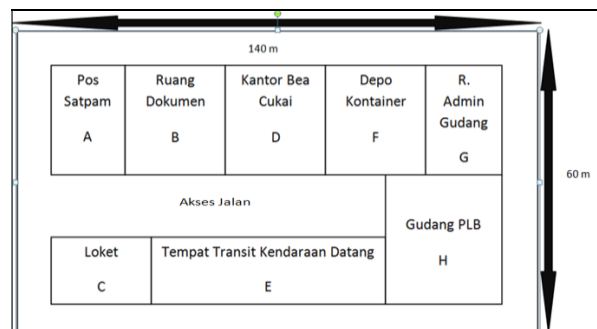 140 m
Pos
Satpam
A
Ruang
Dokumen
B
Kantor Bea
Cukai
D
Depo
Kontainer
F
R.
Admin
Gudang
G
60 m
Akses Jalan
Gudang PLB
H
Loket
C
Tempat Transit Kendaraan Datang
E